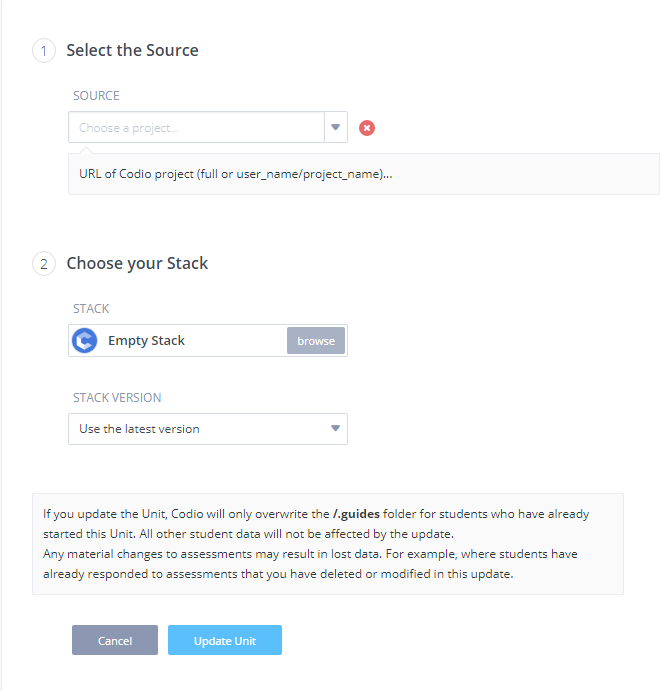 1 Select the Source
SOURCE
Choose a project...
URL of Codio project (full or user_name/project_name)...
2 Choose your Stack
STACK
Empty Stack browse
STACK VERSION
Use the latest version
If you update the Unit, Codio will only overwrite the /.guides folder for students who have already
started this Unit. All other student data will not be affected by the update.
Any material changes to assessments may result in lost data. For example, where students have
already responded to assessments that you have deleted or modified in this update.
Cancel Update Unit